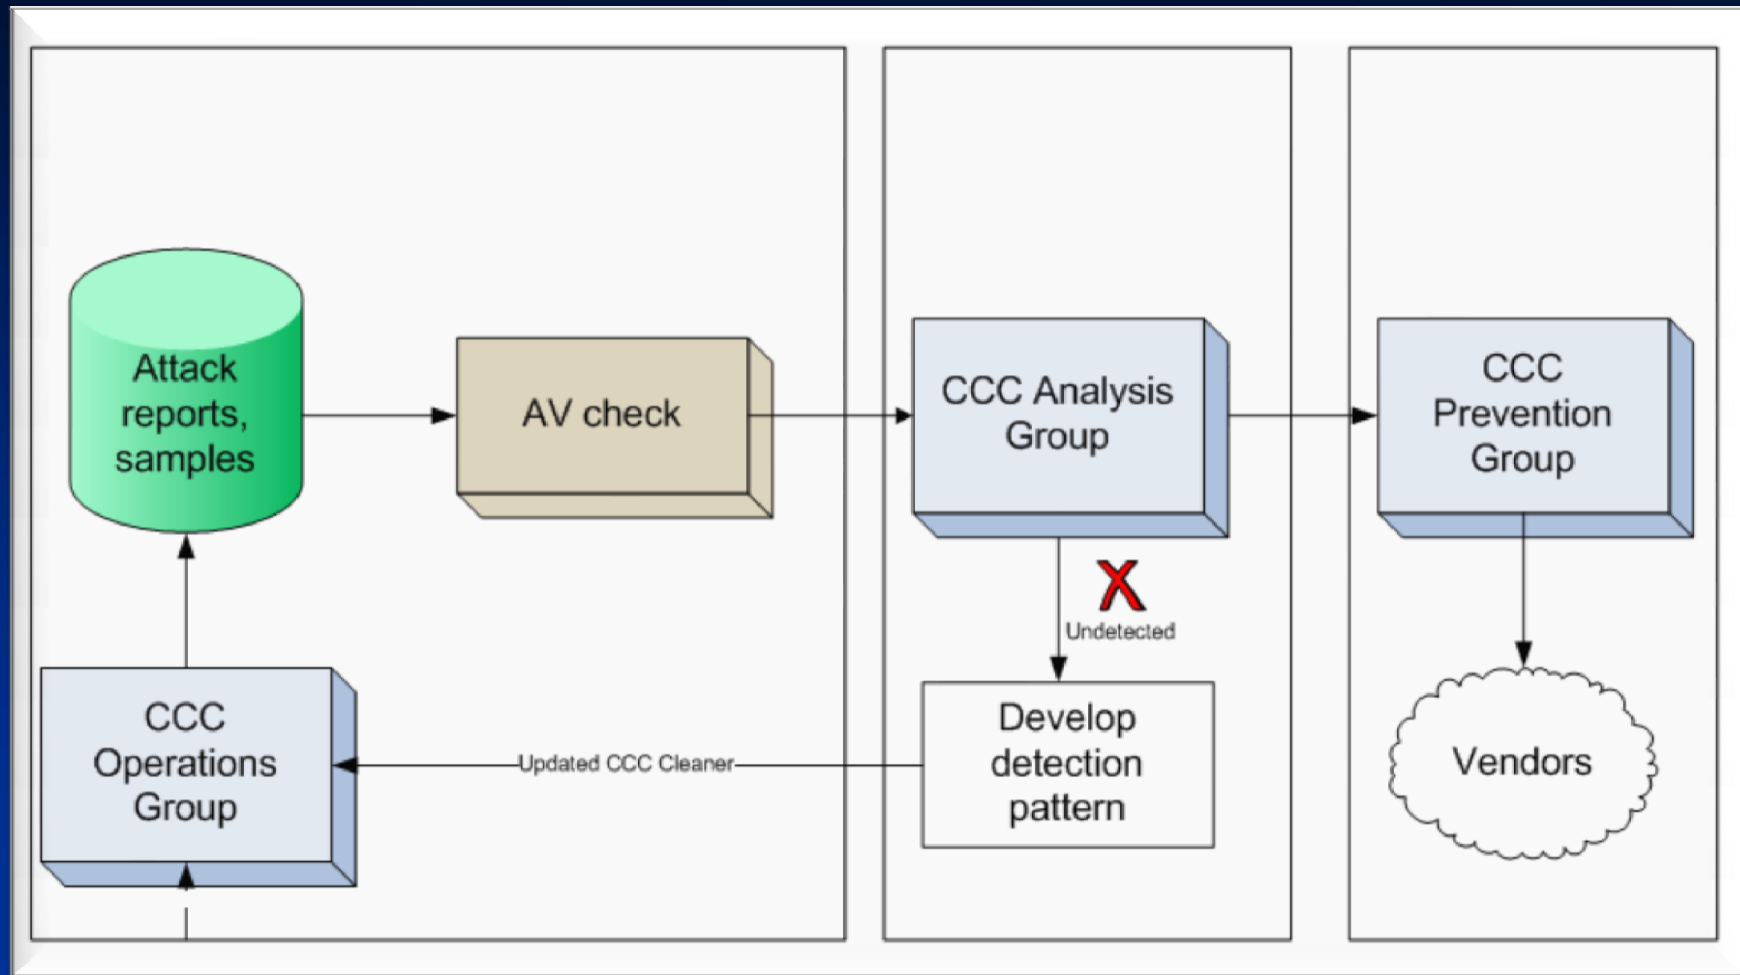 Attack
reports,
samples
AV check
CCC Analysis
Group
CCC
Prevention
Group
Undetected
CCC
Operations
Group
Updated CCC Cleaner
Develop
detection
pattern
Vendors